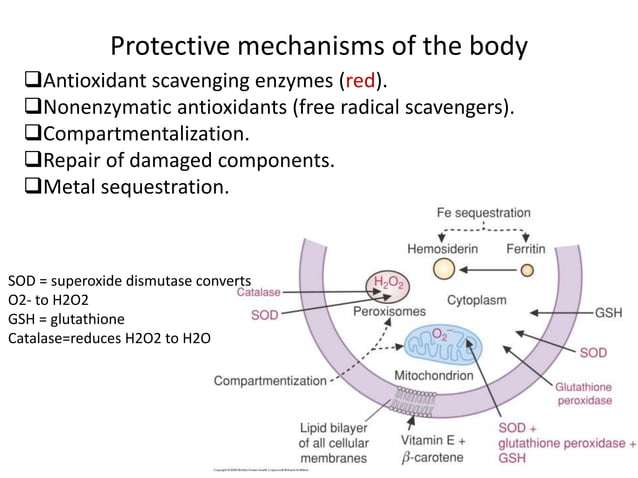 Protective mechanisms of the body
❑Antioxidant scavenging enzymes (red).
❑Nonenzymatic antioxidants (free radical scavengers).
❑Compartmentalization.
❑Repair of damaged components.
❑Metal sequestration.
Fe sequestration
Hemosiderin Ferritin
SOD = superoxide dismutase converts
O2- to H2O2
GSH = glutathione
Catalase=reduces H2O2 to H2O
H₂O₂
Catalase
SOD
Peroxisomes
Cytoplasm
GSH
O₂⁻
SOD
Mitochondrion
Compartmentization
Glutathione
peroxidase
Lipid bilayer
of all cellular
membranes
Vitamin E +
β-carotene
SOD +
glutathione peroxidase +
GSH